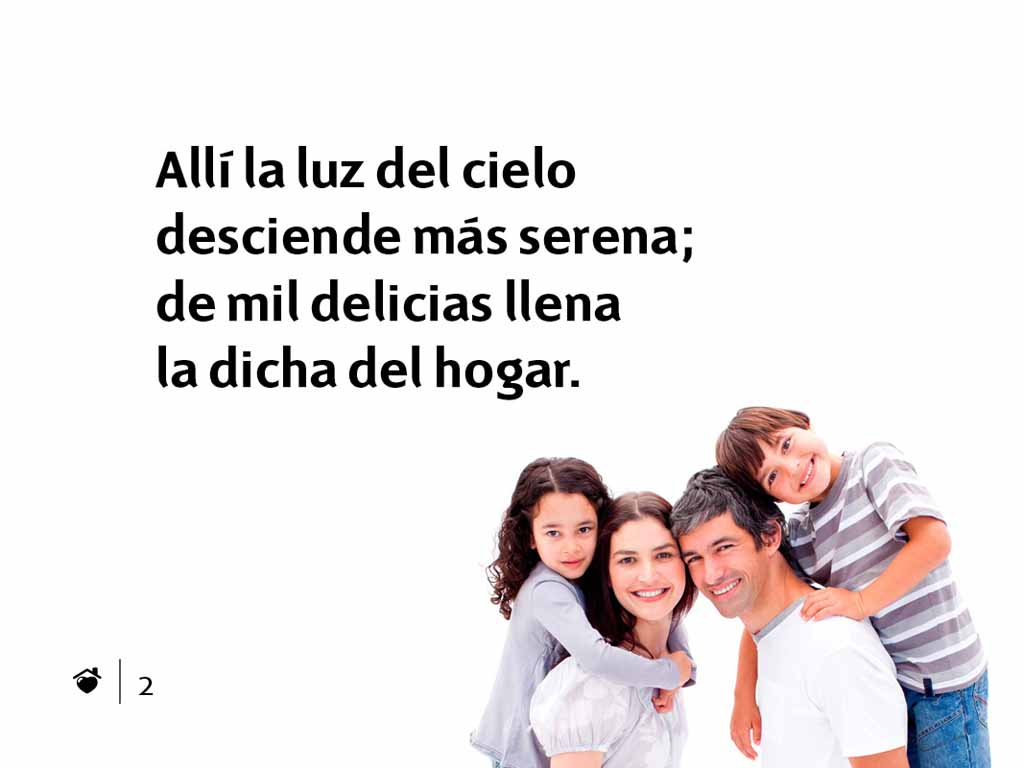 Allí la luz del cielo
desciende más serena;
de mil delicias llena
la dicha del hogar.
2